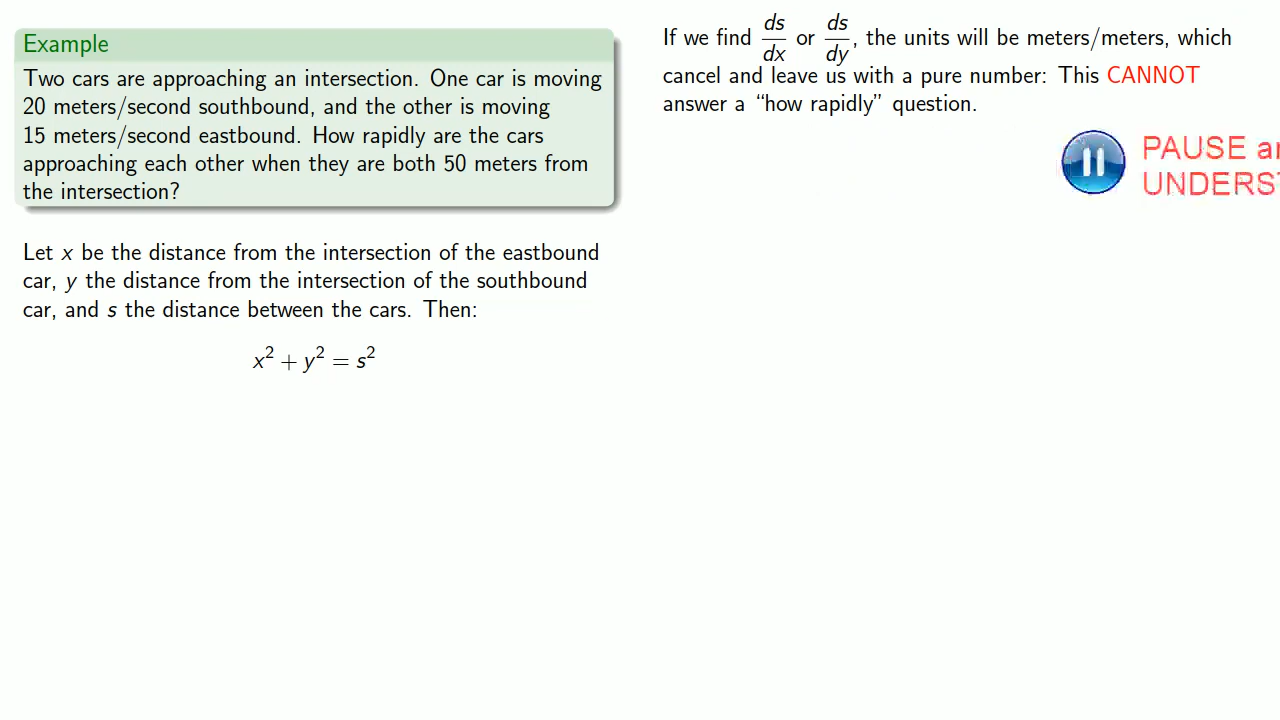 Example
Two cars are approaching an intersection. One car is moving
20 meters/second southbound, and the other is moving
15 meters/second eastbound. How rapidly are the cars
approaching each other when they are both 50 meters from
the intersection?
Let x be the distance from the intersection of the eastbound
car, y the distance from the intersection of the southbound
car, and s the distance between the cars. Then:
x² + y² = s²
If we find ds/dx or ds/dy, the units will be meters/meters, which
cancel and leave us with a pure number: This CANNOT
answer a “how rapidly” question.
PAUSE